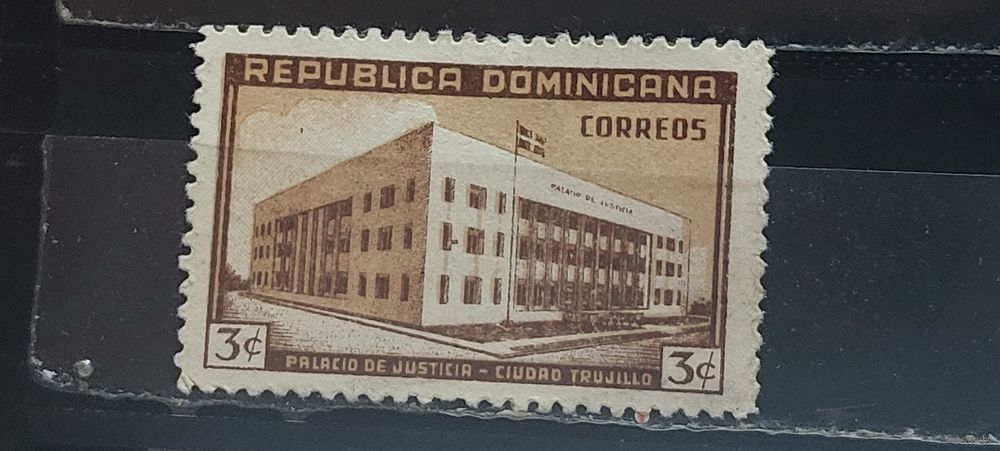 REPUBLICA DOMINICANA
CORREOS
PALACIO DE JUSTICIA
3¢
PALACIO DE JUSTICIA - CIUDAD TRUJILLO
3¢